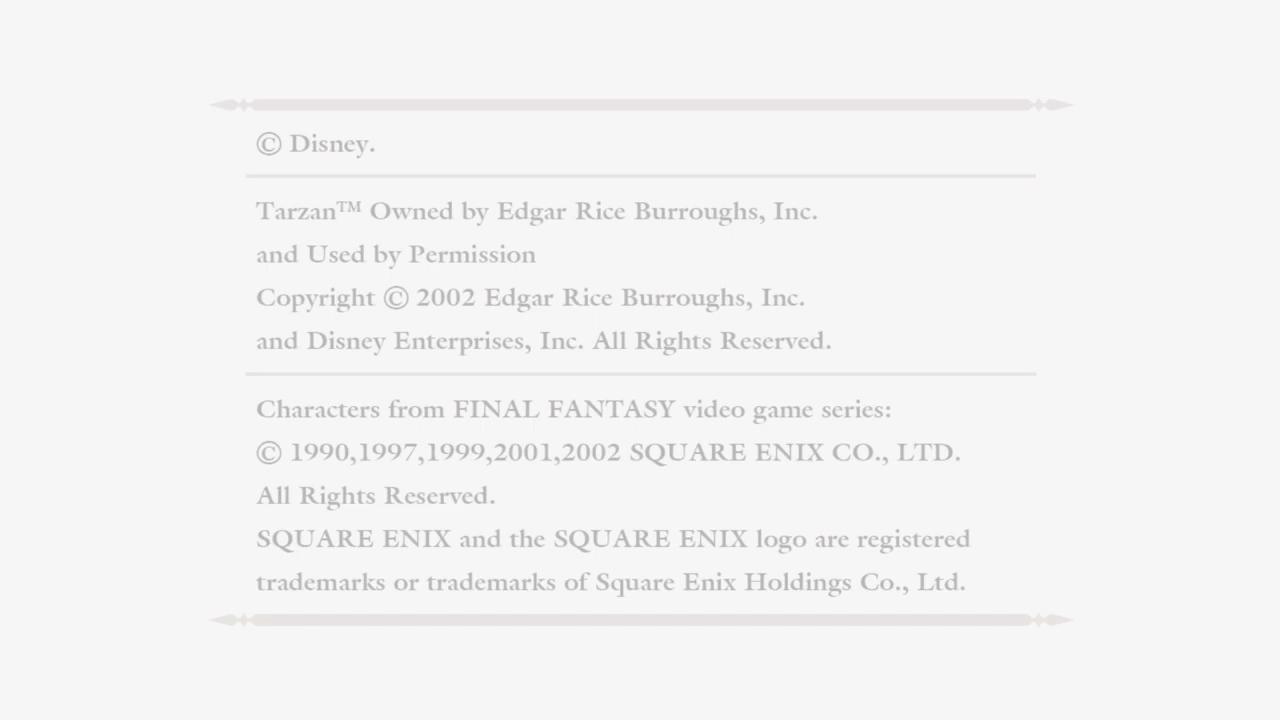 © Disney.
Tarzan™ Owned by Edgar Rice Burroughs, Inc.
and Used by Permission
Copyright © 2002 Edgar Rice Burroughs, Inc.
and Disney Enterprises, Inc. All Rights Reserved.
Characters from FINAL FANTASY video game series:
© 1990,1997,1999,2001,2002 SQUARE ENIX CO., LTD.
All Rights Reserved.
SQUARE ENIX and the SQUARE ENIX logo are registered
trademarks or trademarks of Square Enix Holdings Co., Ltd.